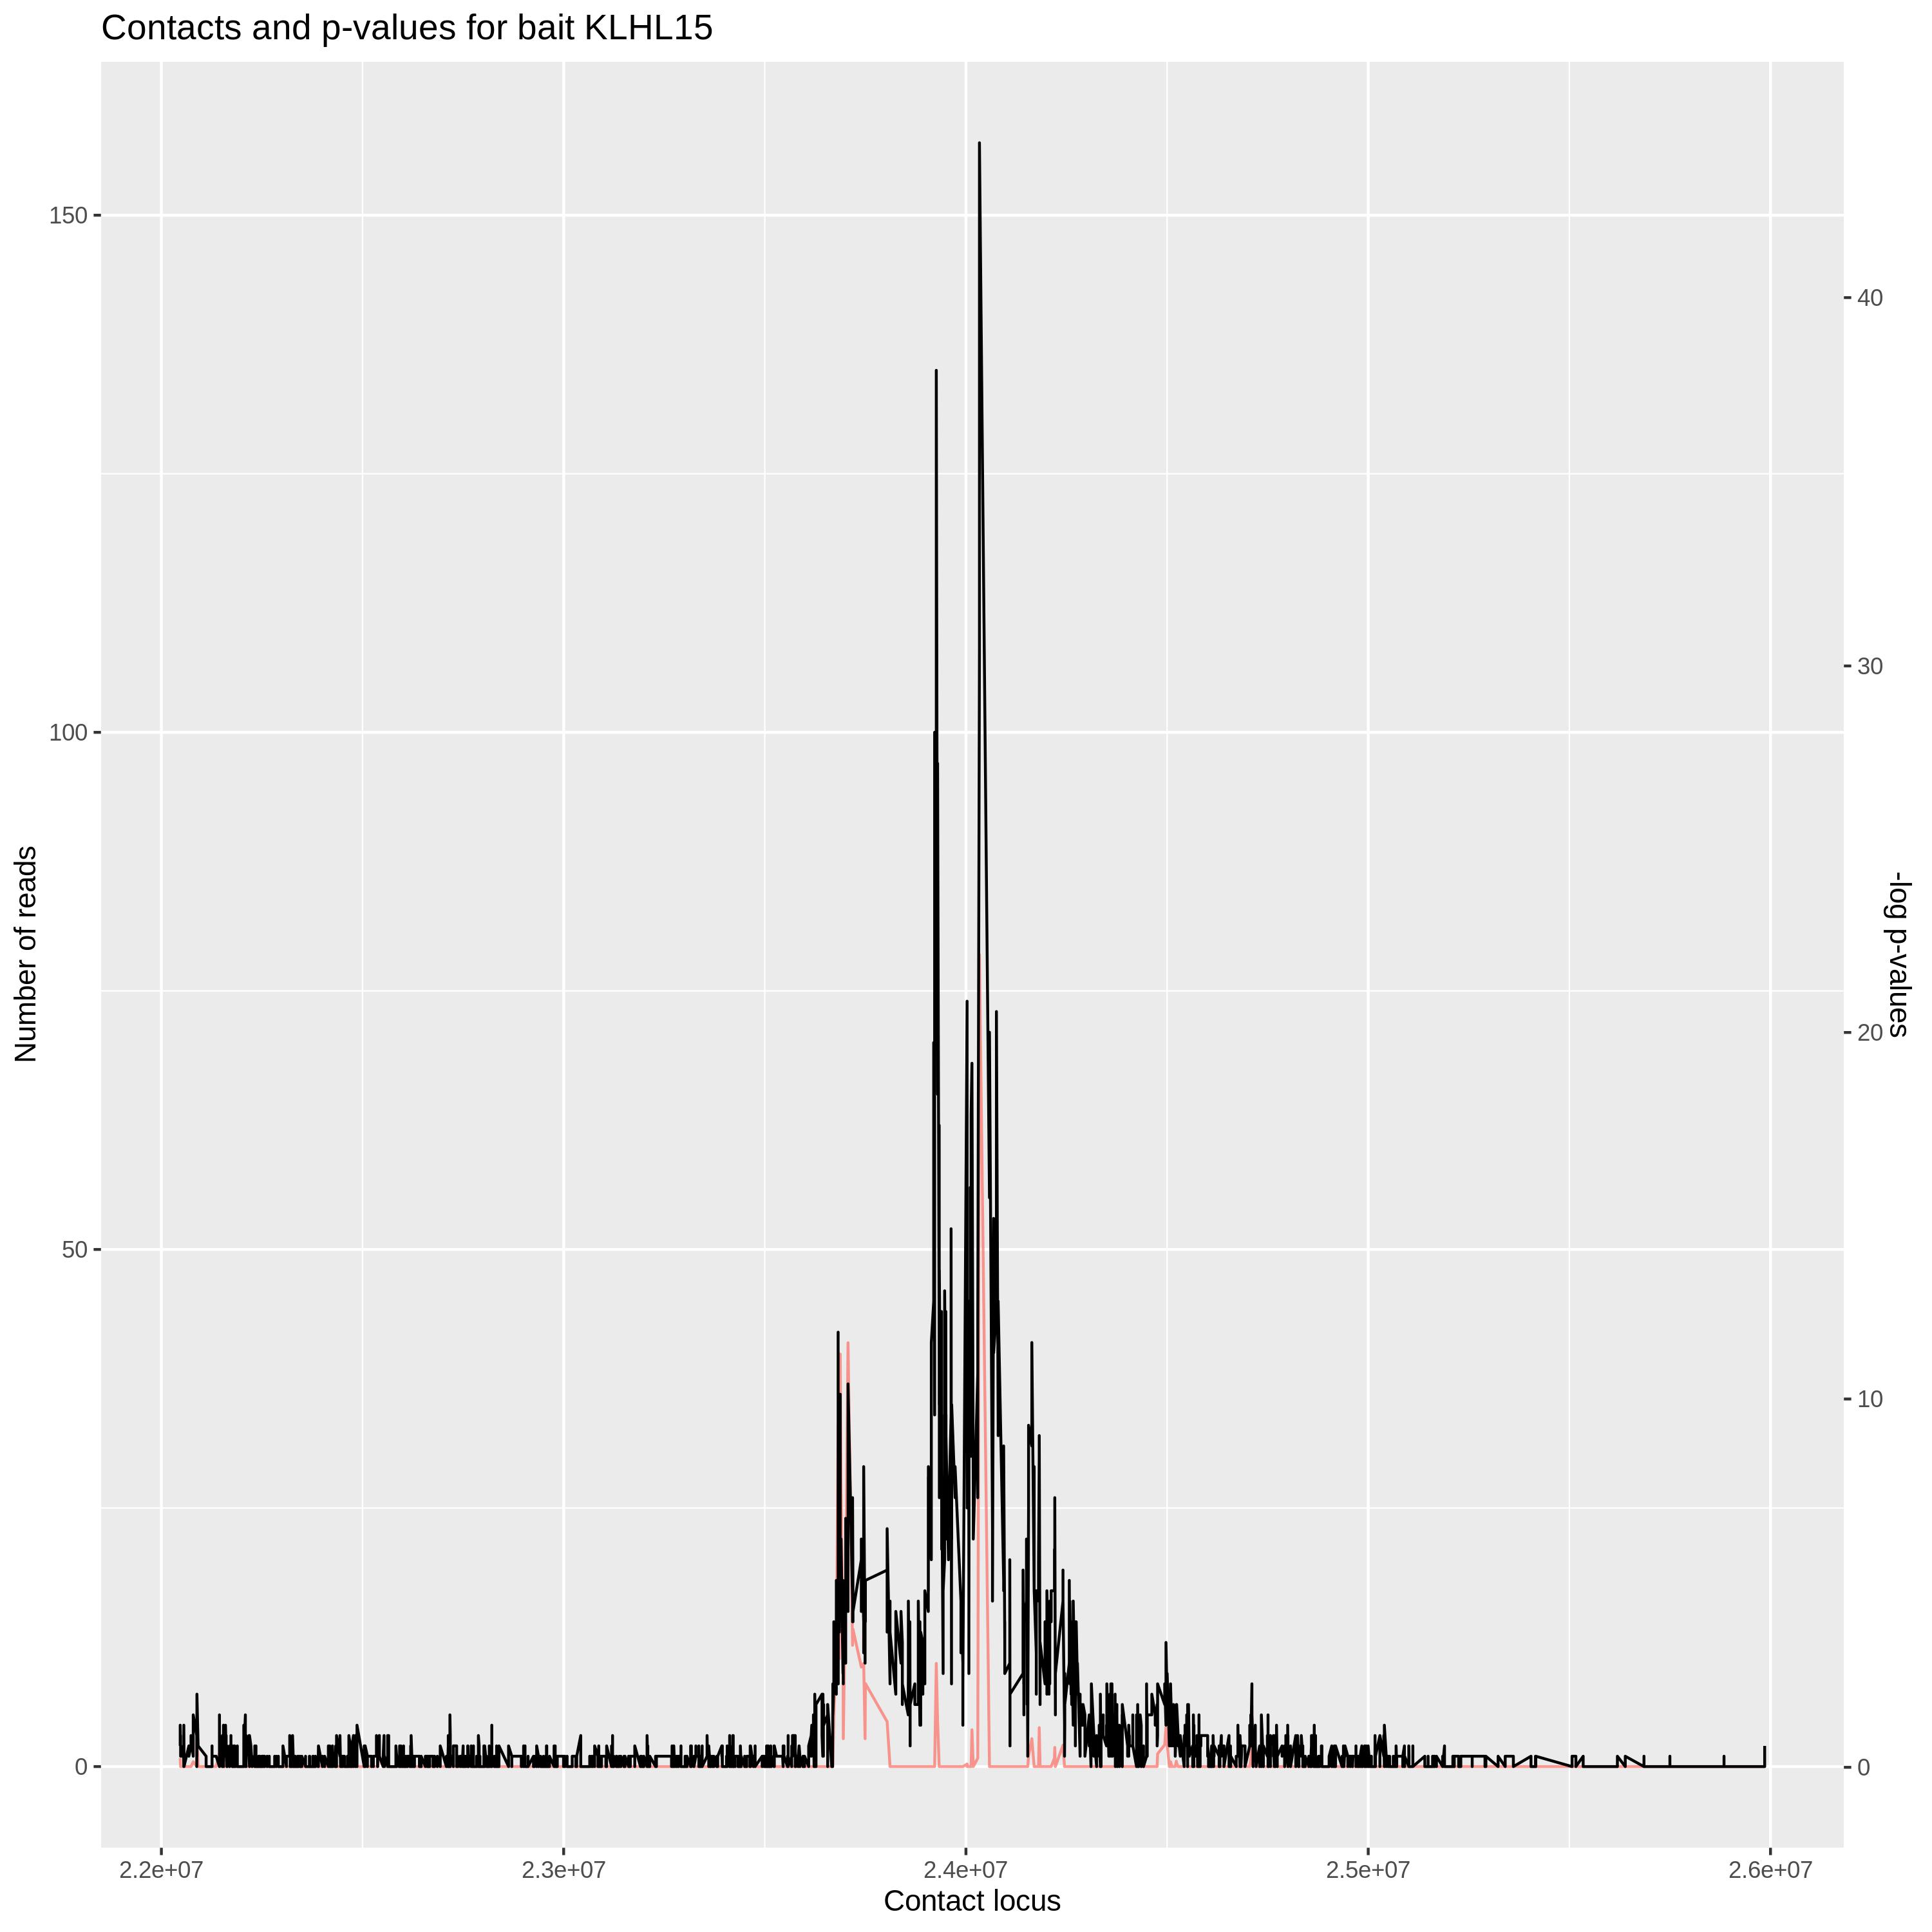 Contacts and p-values for bait KLHL15
150
100
50
0
Number of reads
40
30
20
10
0
-log p-values
2.2e+07
2.3e+07
2.4e+07
2.5e+07
2.6e+07
Contact locus